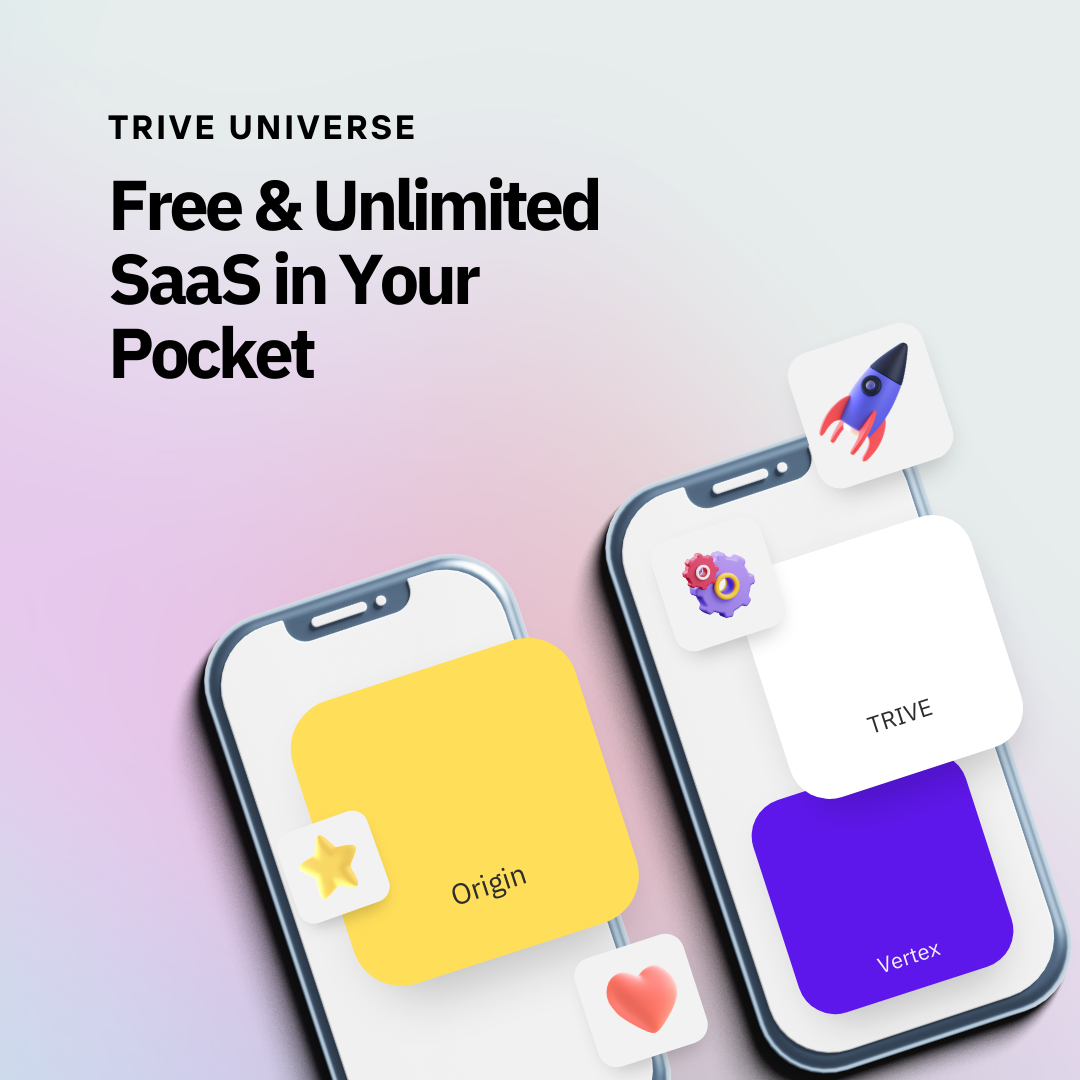 TRIVE UNIVERSE
Free & Unlimited
SaaS in Your
Pocket
TRIVE
Origin
Vertex